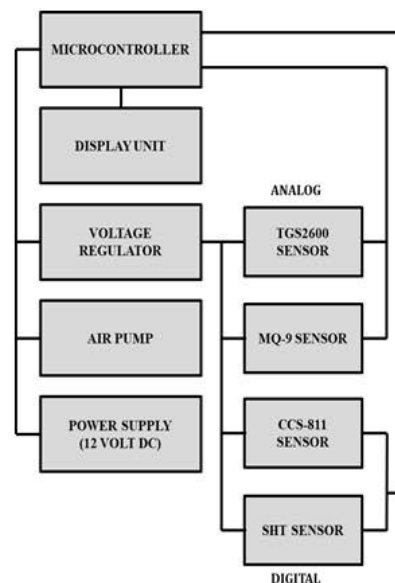 MICROCONTROLLER
DISPLAY UNIT
VOLTAGE
REGULATOR
AIR PUMP
POWER SUPPLY
(12 VOLT DC)
ANALOG
TGS2600
SENSOR
MQ-9 SENSOR
CCS-811
SENSOR
SHT SENSOR
DIGITAL